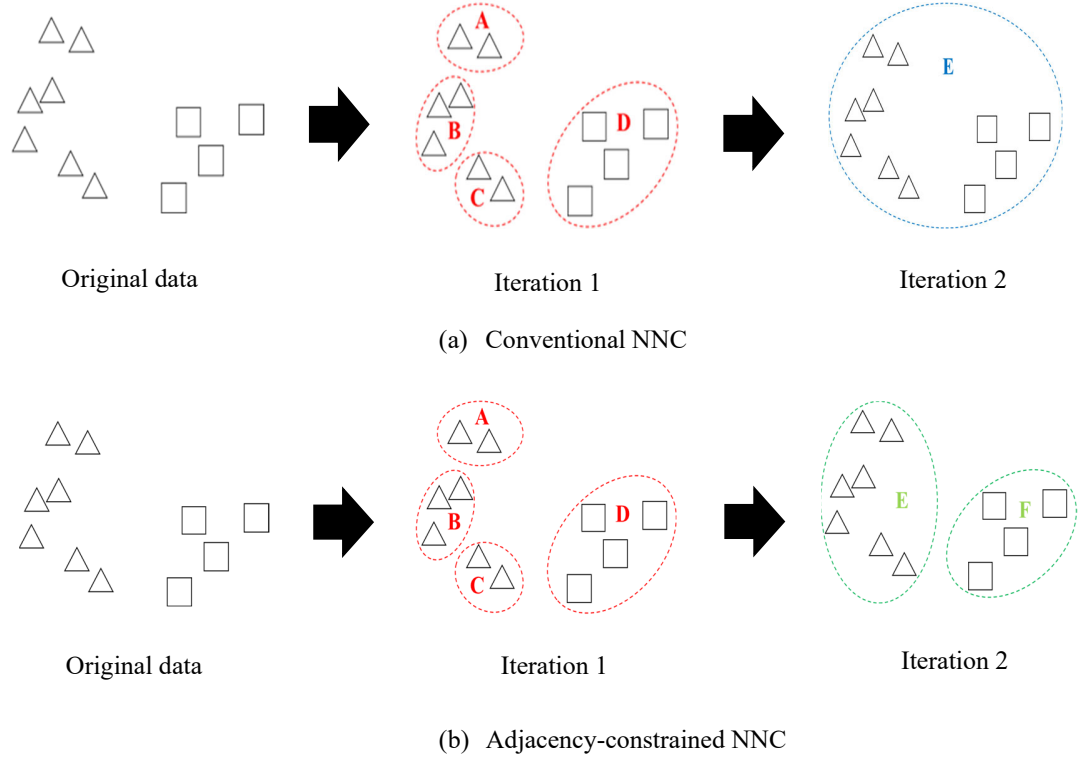 A
B
C
D
E
Original data
Iteration 1
Iteration 2
(a) Conventional NNC
A
B
C
D
E
F
Original data
Iteration 1
Iteration 2
(b) Adjacency-constrained NNC